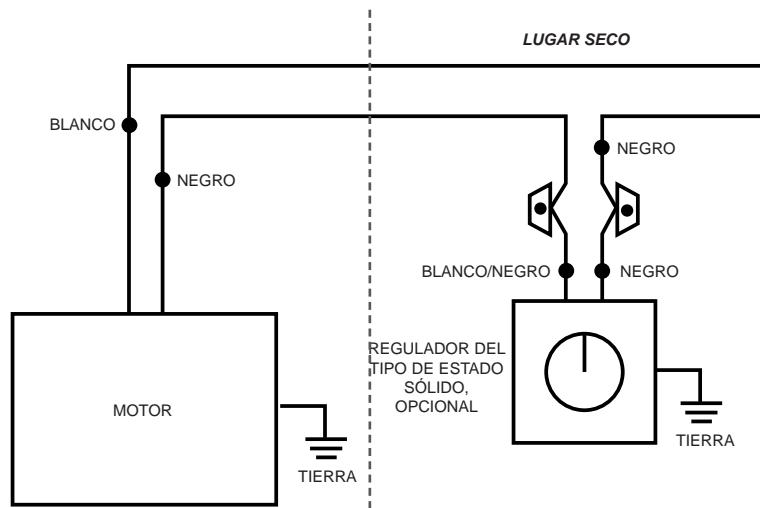 LUGAR SECO
BLANCO
NEGRO
NEGRO
BLANCO/NEGRO
NEGRO
REGULADOR DEL
TIPO DE ESTADO
SÓLIDO,
OPCIONAL
MOTOR
TIERRA
TIERRA